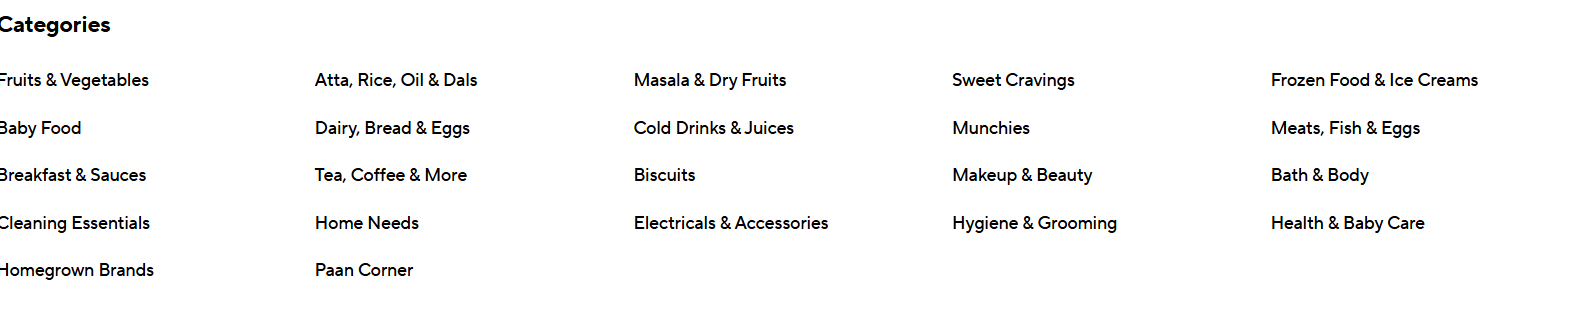 Categories
Fruits & Vegetables Atta, Rice, Oil & Dals Masala & Dry Fruits Sweet Cravings Frozen Food & Ice Creams
Baby Food Dairy, Bread & Eggs Cold Drinks & Juices Munchies Meats, Fish & Eggs
Breakfast & Sauces Tea, Coffee & More Biscuits Makeup & Beauty Bath & Body
Cleaning Essentials Home Needs Electricals & Accessories Hygiene & Grooming Health & Baby Care
Homegrown Brands Paan Corner